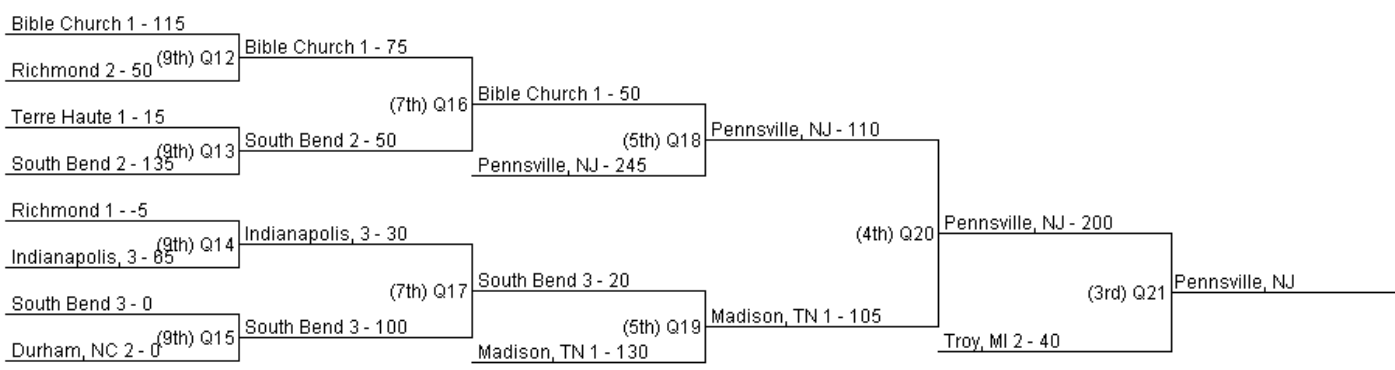 Bible Church 1 - 115
(9th) Q12
Richmond 2 - 50
Bible Church 1 - 75
(7th) Q16
Terre Haute 1 - 15
(9th) Q13
South Bend 2 - 135
South Bend 2 - 50
Bible Church 1 - 50
(5th) Q18
Pennsville, NJ - 245
Pennsville, NJ - 110
Richmond 1 - -5
(9th) Q14
Indianapolis, 3 - 65
Indianapolis, 3 - 30
(7th) Q17
South Bend 3 - 0
(9th) Q15
Durham, NC 2 - 0
South Bend 3 - 100
South Bend 3 - 20
(5th) Q19
Madison, TN 1 - 130
Madison, TN 1 - 105
(4th) Q20
Pennsville, NJ - 200
(3rd) Q21
Troy, MI 2 - 40
Pennsville, NJ